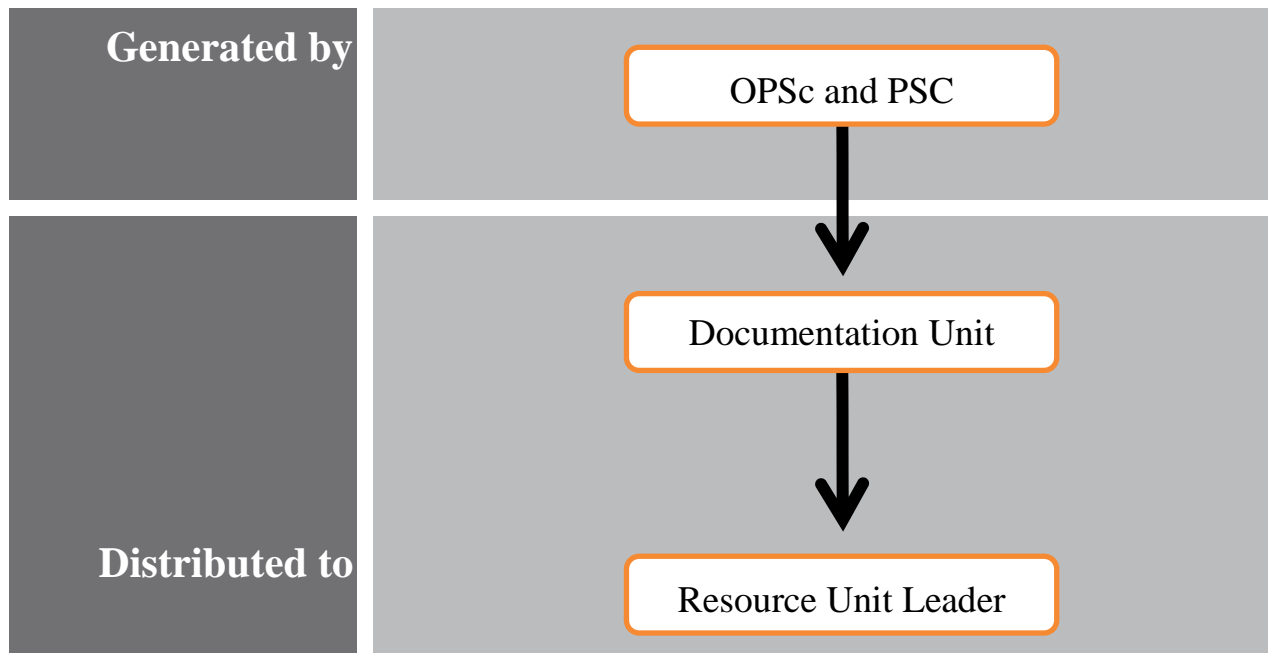 Generated by
OPSc and PSC
Documentation Unit
Distributed to
Resource Unit Leader